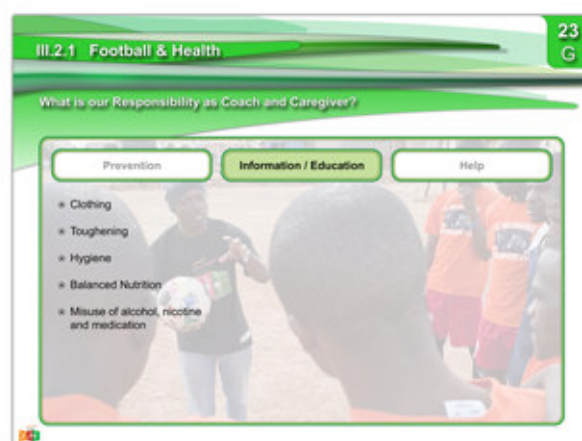 III.2.1 Football & Health
23
G
What is our Responsibility as Coach and Caregiver?
Prevention
Information / Education
Help
Clothing
Toughening
Hygiene
Balanced Nutrition
Misuse of alcohol, nicotine
and medication